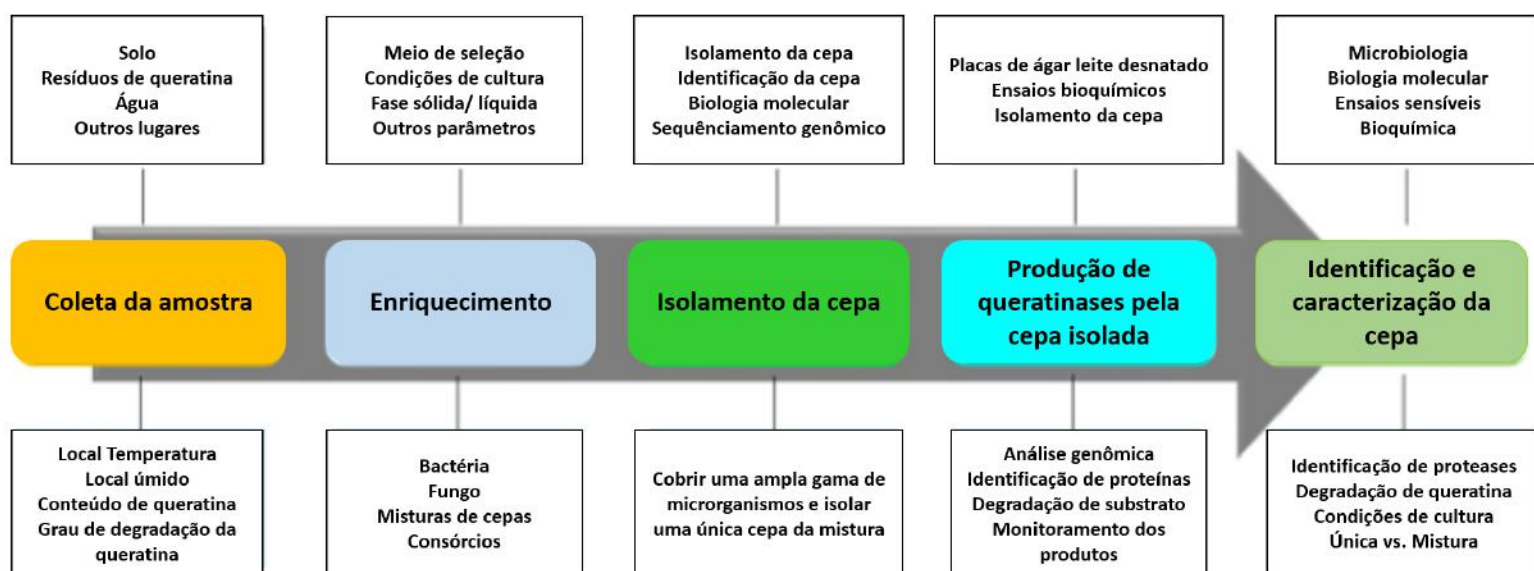 Solo
Resíduos de queratina
Água
Outros lugares
Meio de seleção
Condições de cultura
Fase sólida/ líquida
Outros parâmetros
Isolamento da cepa
Identificação da cepa
Biologia molecular
Sequênciamento genômico
Placas de ágar leite desnatado
Ensaios bioquímicos
Isolamento da cepa
Microbiologia
Biologia molecular
Ensaios sensíveis
Bioquímica
Coleta da amostra
Enriquecimento
Isolamento da cepa
Produção de
queratinases pela
cepa isolada
Identificação e
caracterização da
cepa
Local Temperatura
Local úmido
Conteúdo de queratina
Grau de degradação da
queratina
Bactéria
Fungo
Misturas de cepas
Consórcios
Cobrir uma ampla gama de
microrganismos e isolar
uma única cepa da mistura
Análise genômica
Identificação de proteínas
Degradação de substrato
Monitoramento dos
produtos
Identificação de proteases
Degradação de queratina
Condições de cultura
Única vs. Mistura